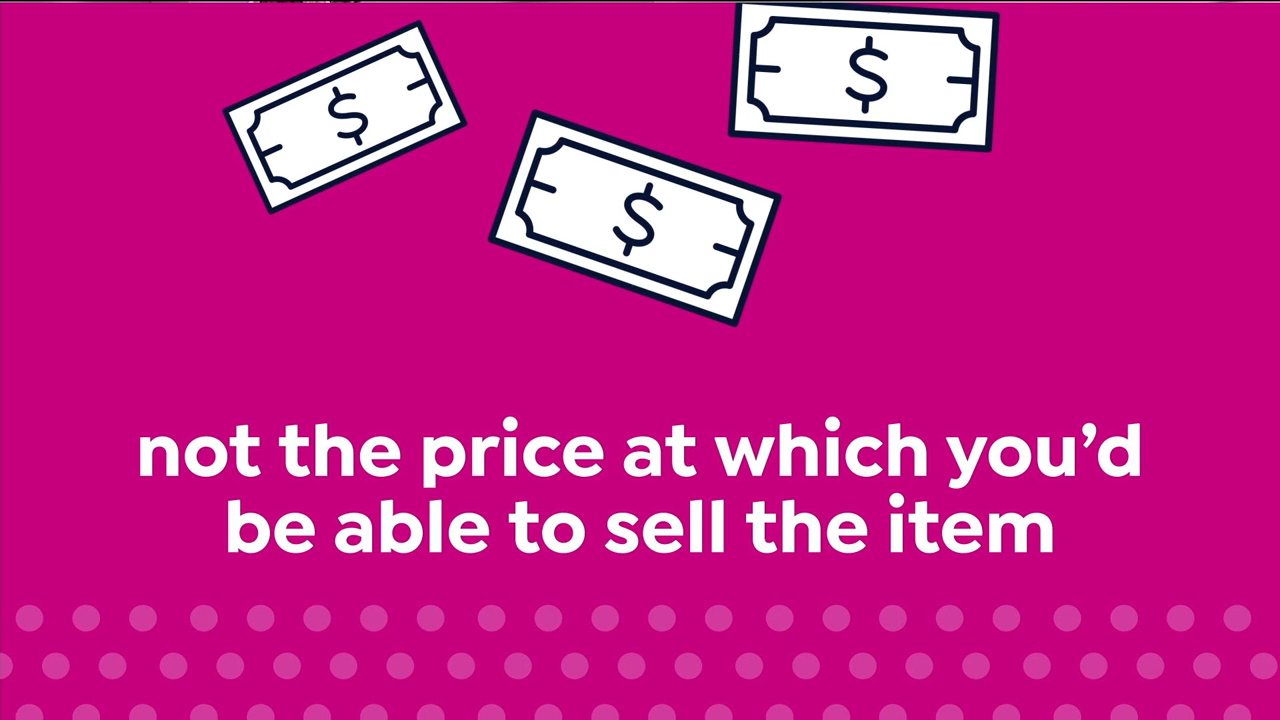 $
$
$
not the price at which you’d
be able to sell the item